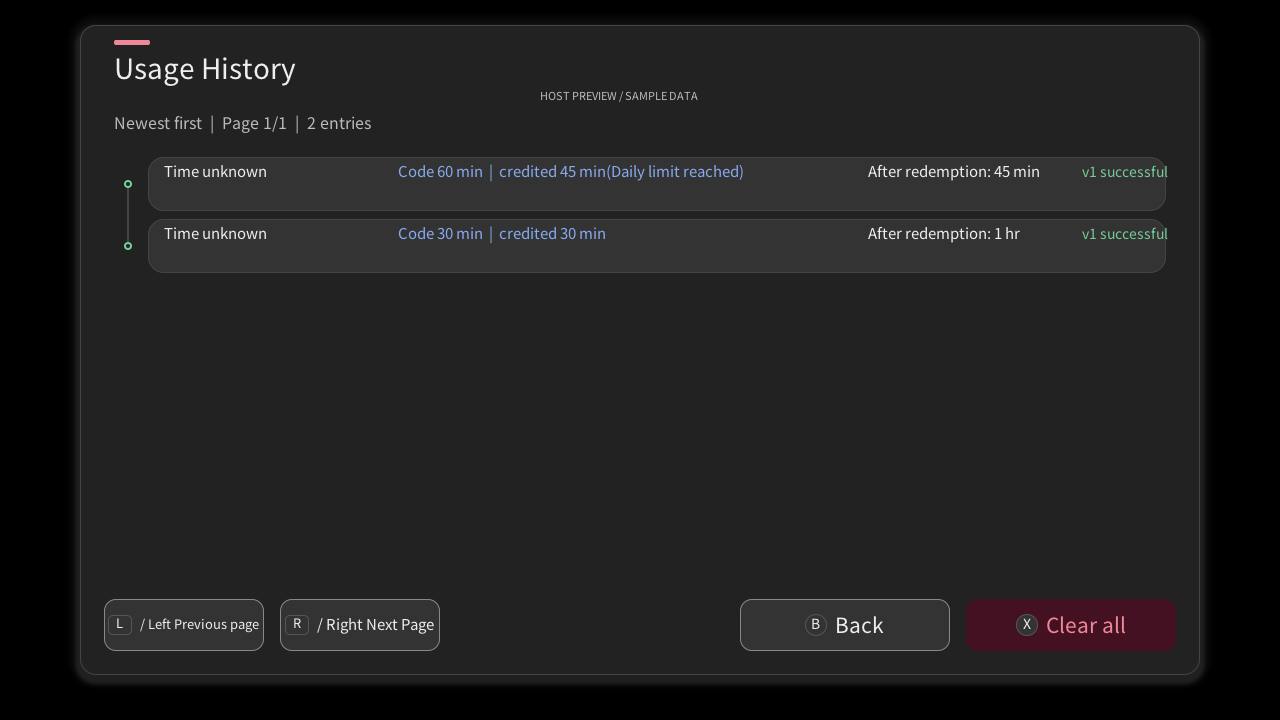 Usage History
HOST PREVIEW / SAMPLE DATA
Newest first | Page 1/1 | 2 entries
Time unknown Code 60 min | credited 45 min(Daily limit reached) After redemption: 45 min v1 successful
Time unknown Code 30 min | credited 30 min After redemption: 1 hr v1 successful
L / Left Previous page R / Right Next Page B Back X Clear all